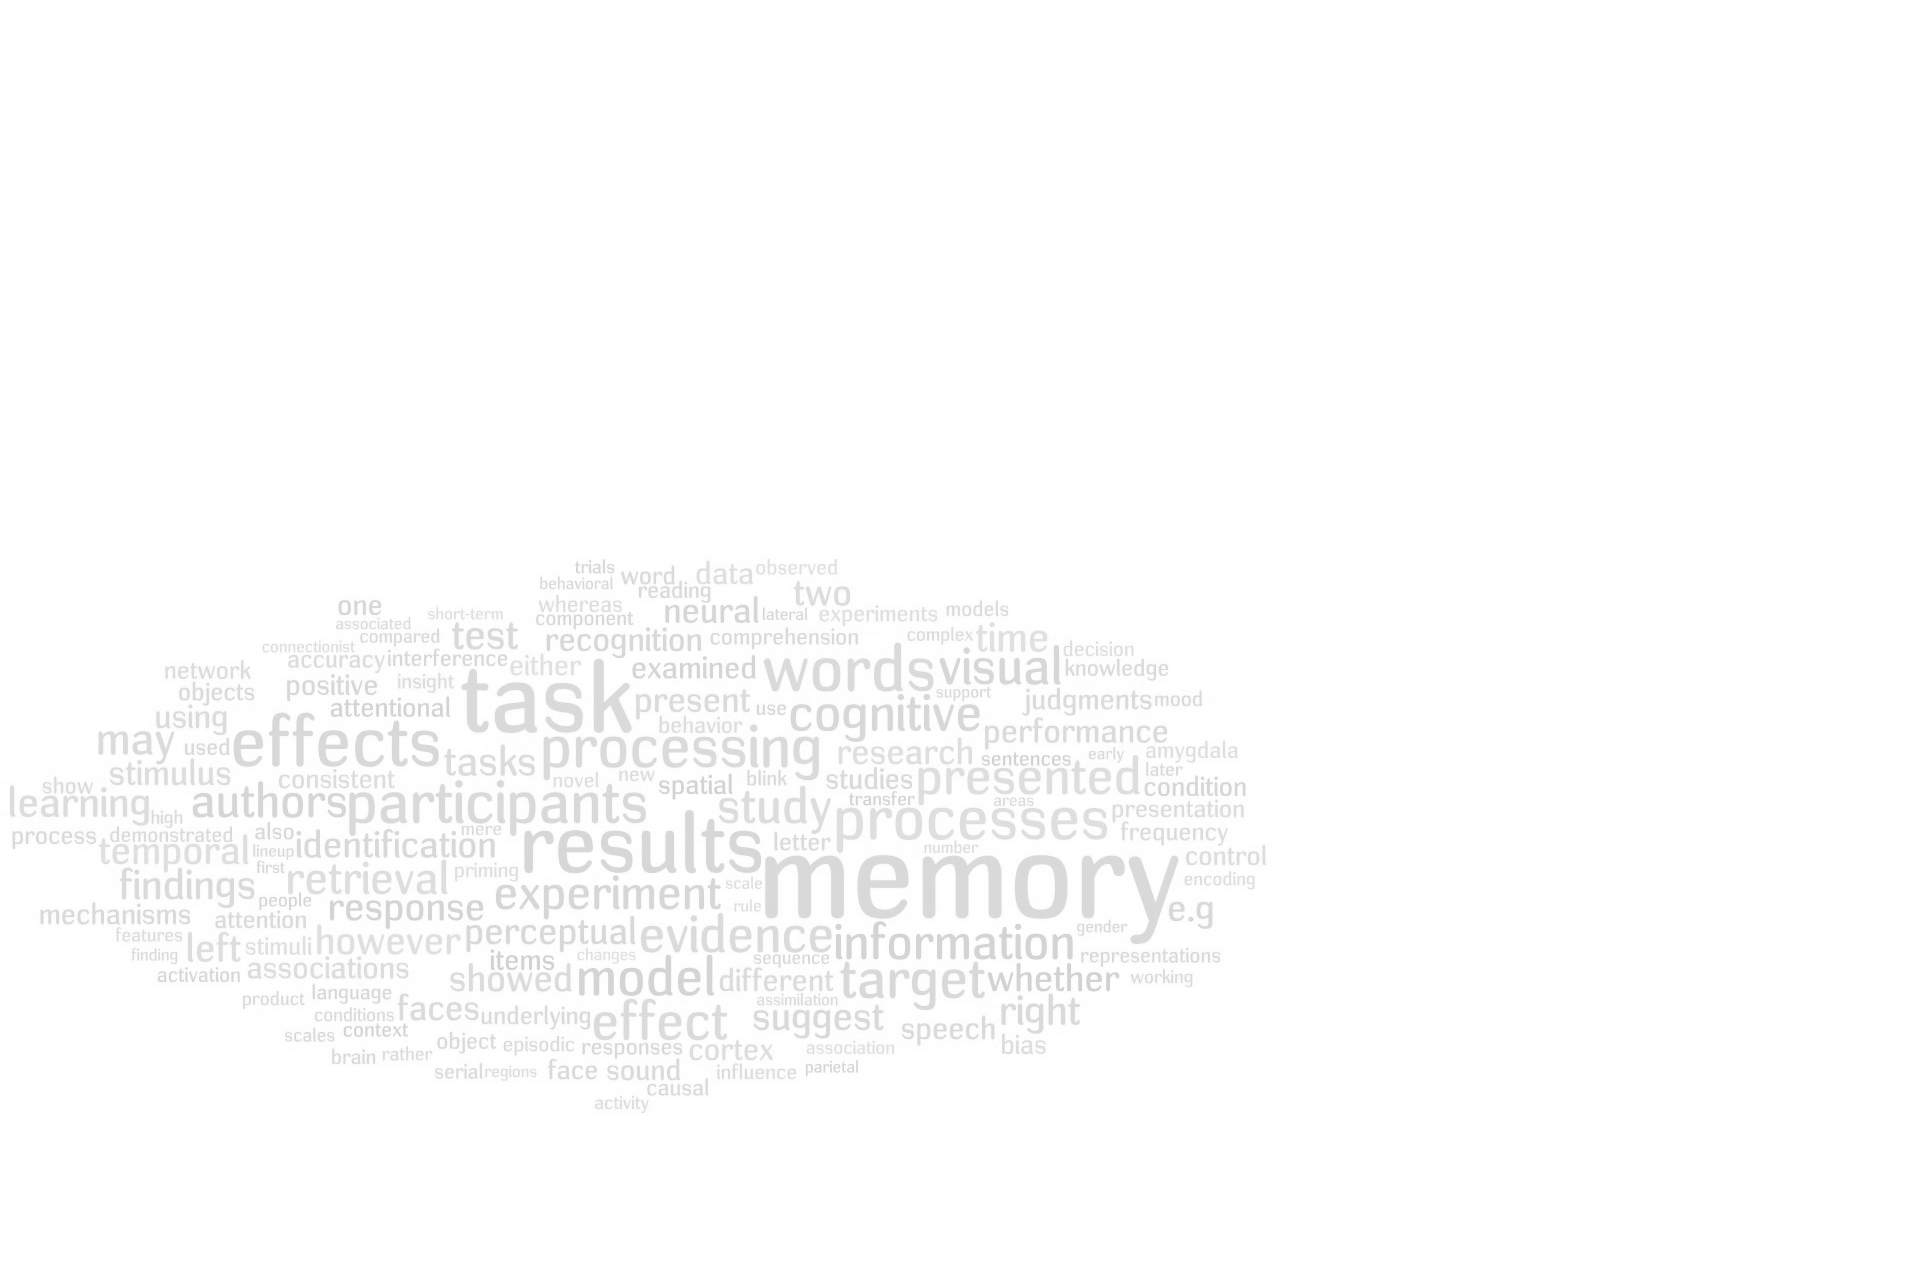 trials
behavioral word data observed
reading two
one short-term whereas neural lateral experiments models
associated component
connectionist compared test recognition comprehension complex time decision
network accuracy interference either examined words visual knowledge
objects positive insight task present use cognitive support judgments mood
using attentional behavior performance
may used effects tasks processing research sentences early amygdala
show stimulus consistent novel new spatial blink studies presented later condition
learning high authors participants study transfer areas presentation
process demonstrated also identification mere results letter processes frequency
temporal lineup first priming number control
findings people retrieval experiment scale memory encoding
mechanisms attention response rule e.g
features left stimuli however perceptual evidence information gender representations
finding activation associations items changes sequence
showed model different target whether working
product language conditions faces underlying effect assimilation suggest speech right
scales context object episodic responses cortex association bias
brain rather serial regions face sound influence parietal
causal
activity